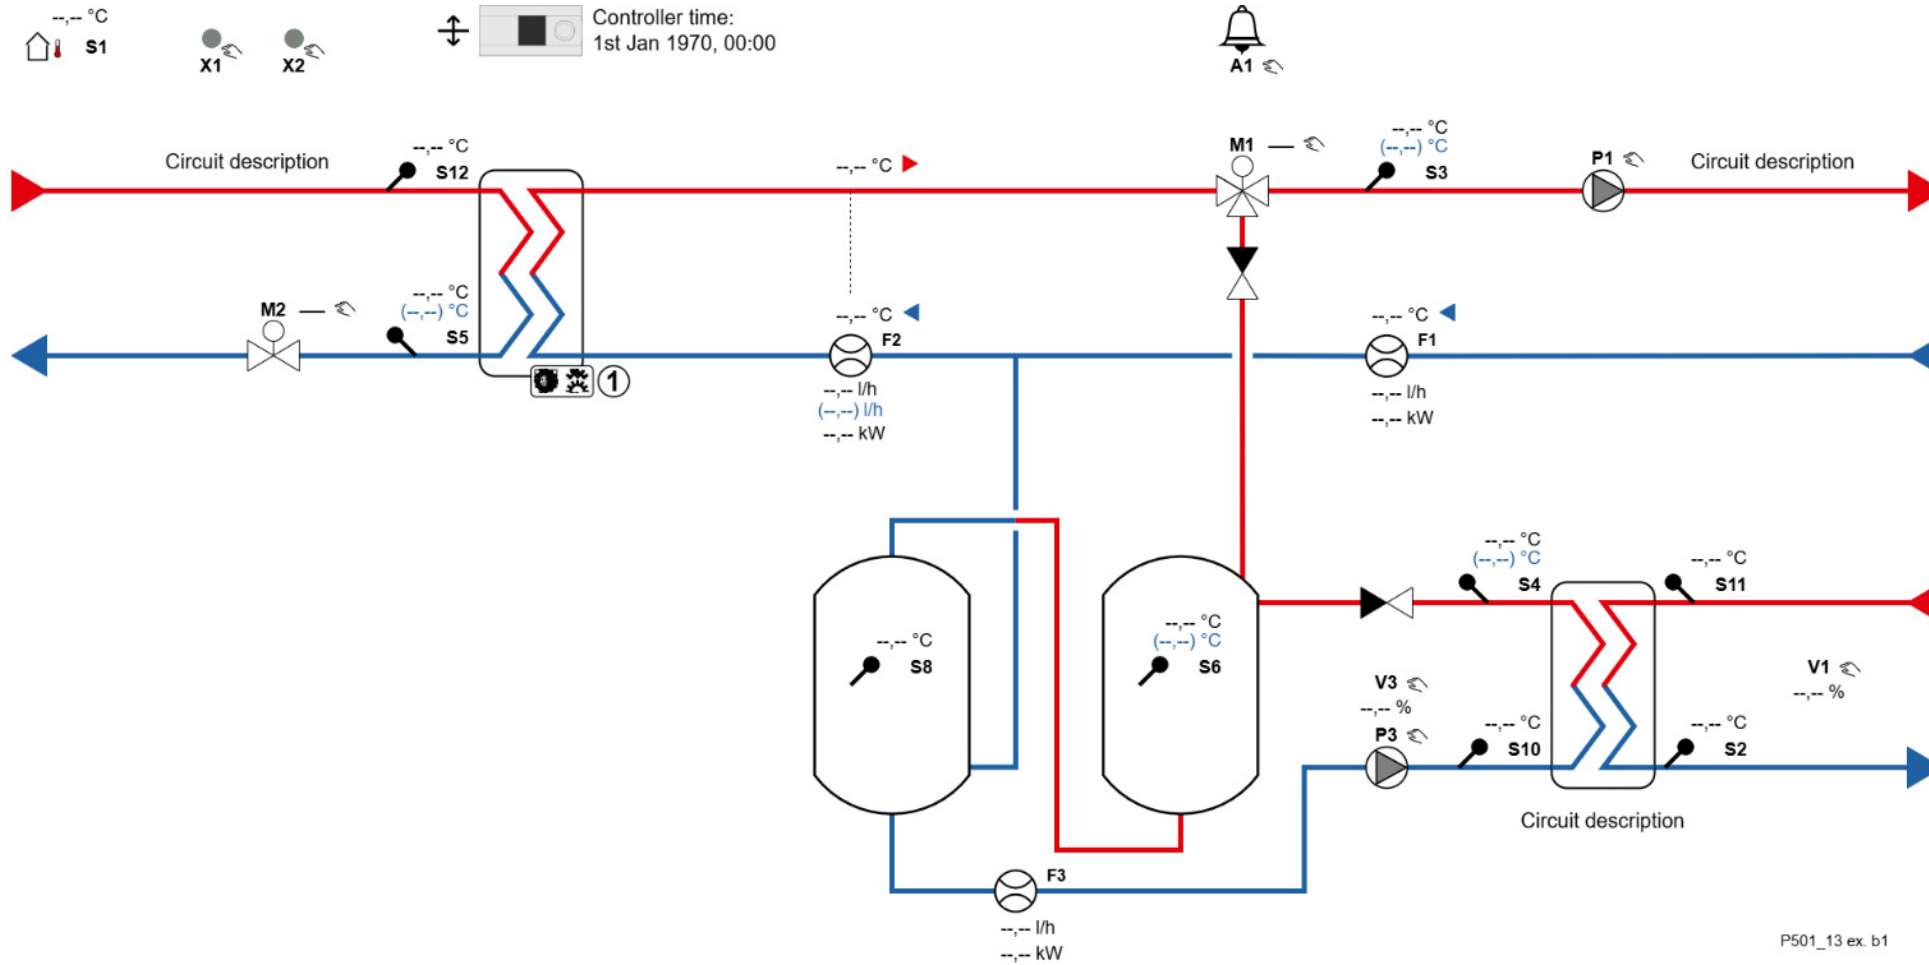 --,-- °C
S1
X1
X2
Controller time:
1st Jan 1970, 00:00
A1
Circuit description
--,-- °C
S12
--,-- °C
M1
--,-- °C
(--,--) °C
S3
P1
Circuit description
M2
--,-- °C
(--,--) °C
S5
1
--,-- °C
F2
--,-- l/h
(--,--) l/h
--,-- kW
--,-- °C
F1
--,-- l/h
--,-- kW
--,-- °C
S8
--,-- °C
(--,--) °C
S6
--,-- °C
(--,--) °C
S4
--,-- °C
S11
V3
--,-- %
P3
--,-- °C
S10
--,-- °C
S2
V1
--,-- %
Circuit description
F3
--,-- l/h
--,-- kW
P501_13 ex. b1